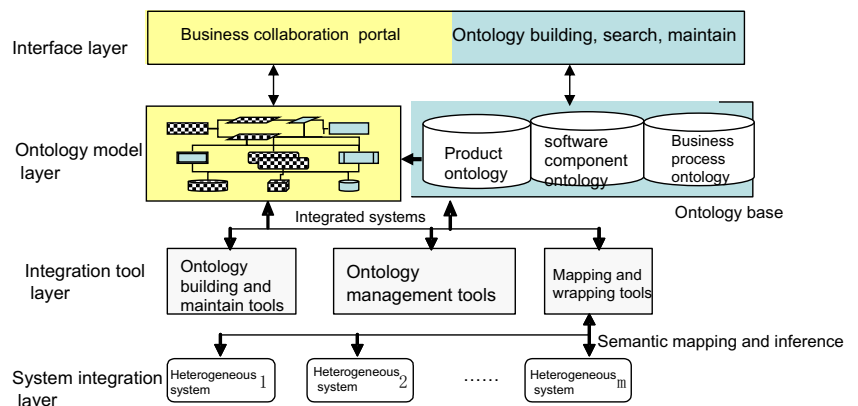 Business collaboration portal
Ontology building, search, maintain
Interface layer
Ontology model
layer
Product
ontology
software
component
ontology
Business
process
ontology
Integrated systems
Ontology base
Integration tool
layer
Ontology
building and
maintain tools
Ontology
management tools
Mapping and
wrapping tools
Semantic mapping and inference
System integration
layer
Heterogeneous
system 1
Heterogeneous
system 2
······
Heterogeneous
system m